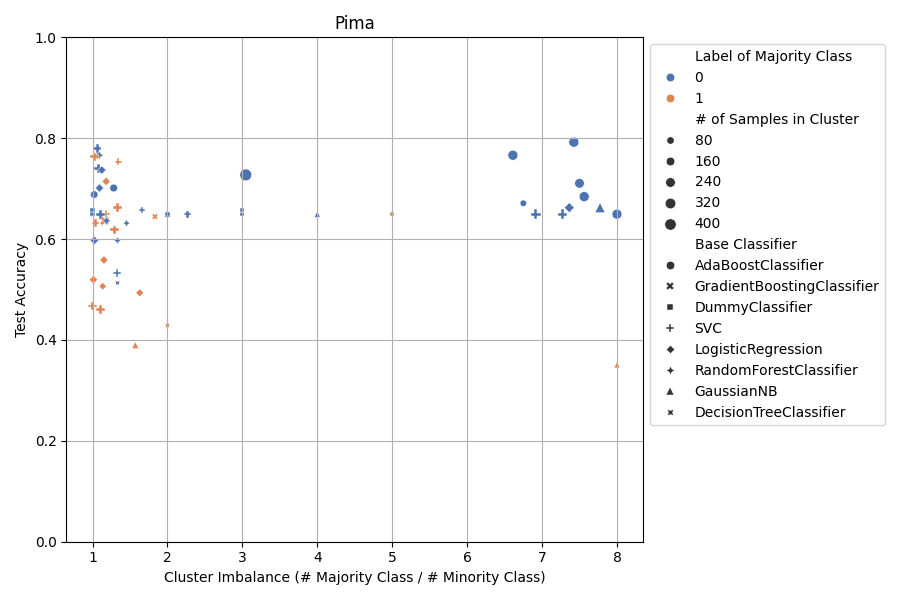 Pima
1.0
0.8
0.6
0.4
0.2
0.0
Test Accuracy
1 2 3 4 5 6 7 8
Cluster Imbalance (# Majority Class / # Minority Class)
Label of Majority Class
0
1
# of Samples in Cluster
80
160
240
320
400
Base Classifier
AdaBoostClassifier
GradientBoostingClassifier
DummyClassifier
SVC
LogisticRegression
RandomForestClassifier
GaussianNB
DecisionTreeClassifier